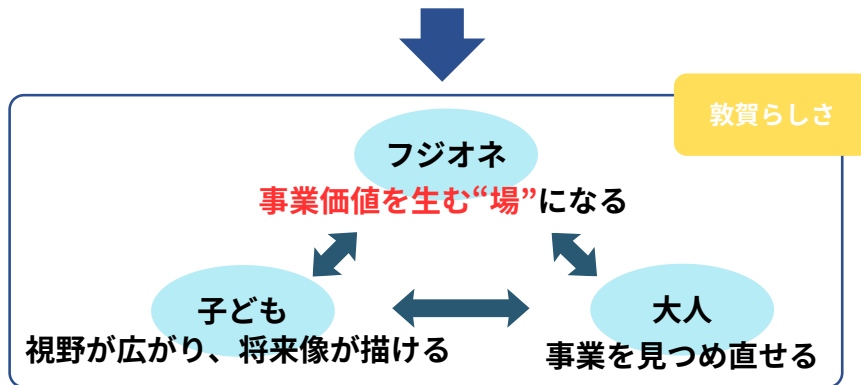 敦賀らしさ
フジオネ
事業価値を生む“場”になる
子ども
視野が広がり、将来像が描ける
大人
事業を見つめ直せる